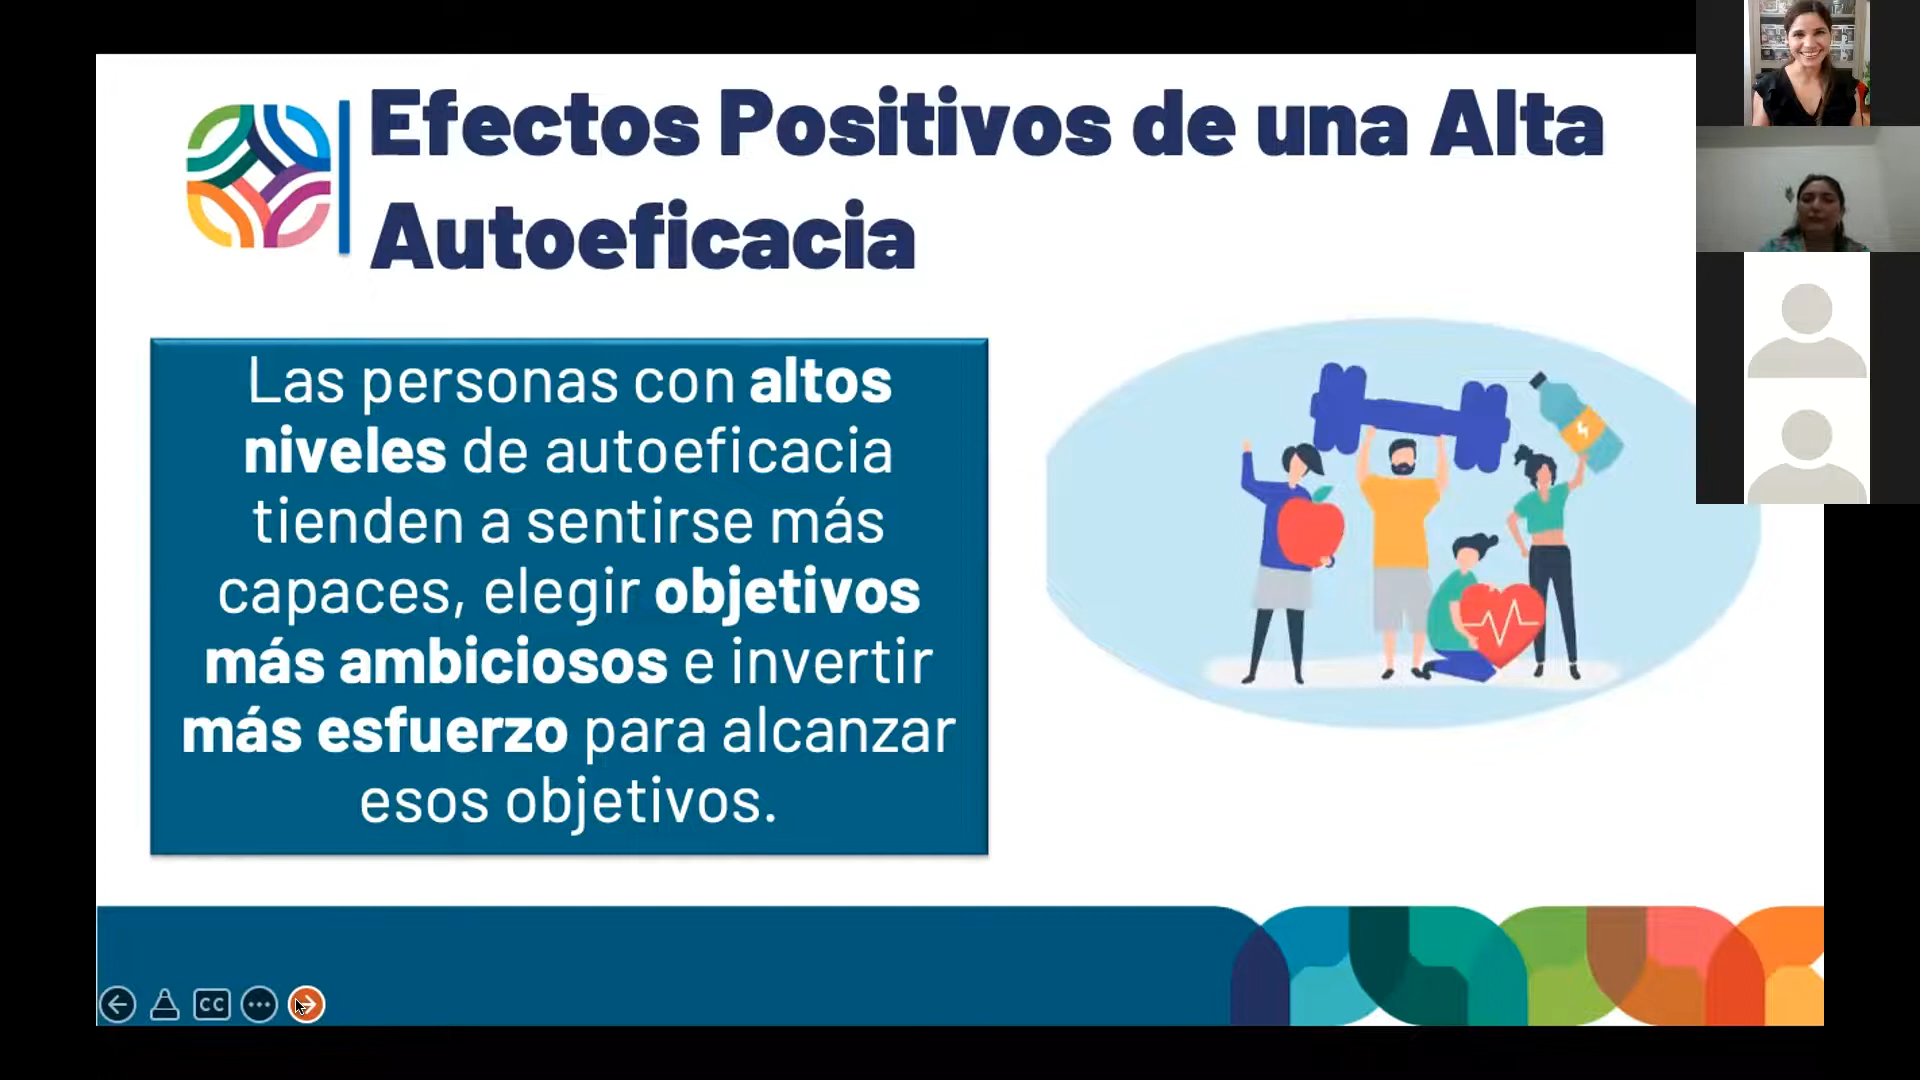 Efectos Positivos de una Alta
Autoeficacia
Las personas con altos
niveles de autoeficacia
tienden a sentirse más
capaces, elegir objetivos
más ambiciosos e invertir
más esfuerzo para alcanzar
esos objetivos.
CC